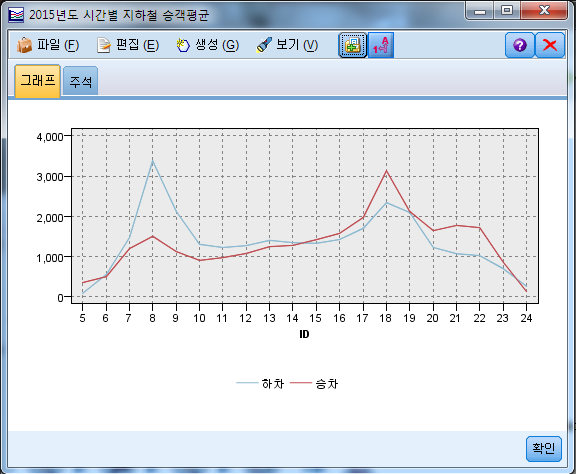 2015년도 시간별 지하철 승객평균
파일 (F) 편집 (E) 생성 (G) 보기 (V)
그래프 주석
4,000
3,000
2,000
1,000
0
5 6 7 8 9 10 11 12 13 14 15 16 17 18 19 20 21 22 23 24
ID
하차 승차
확인